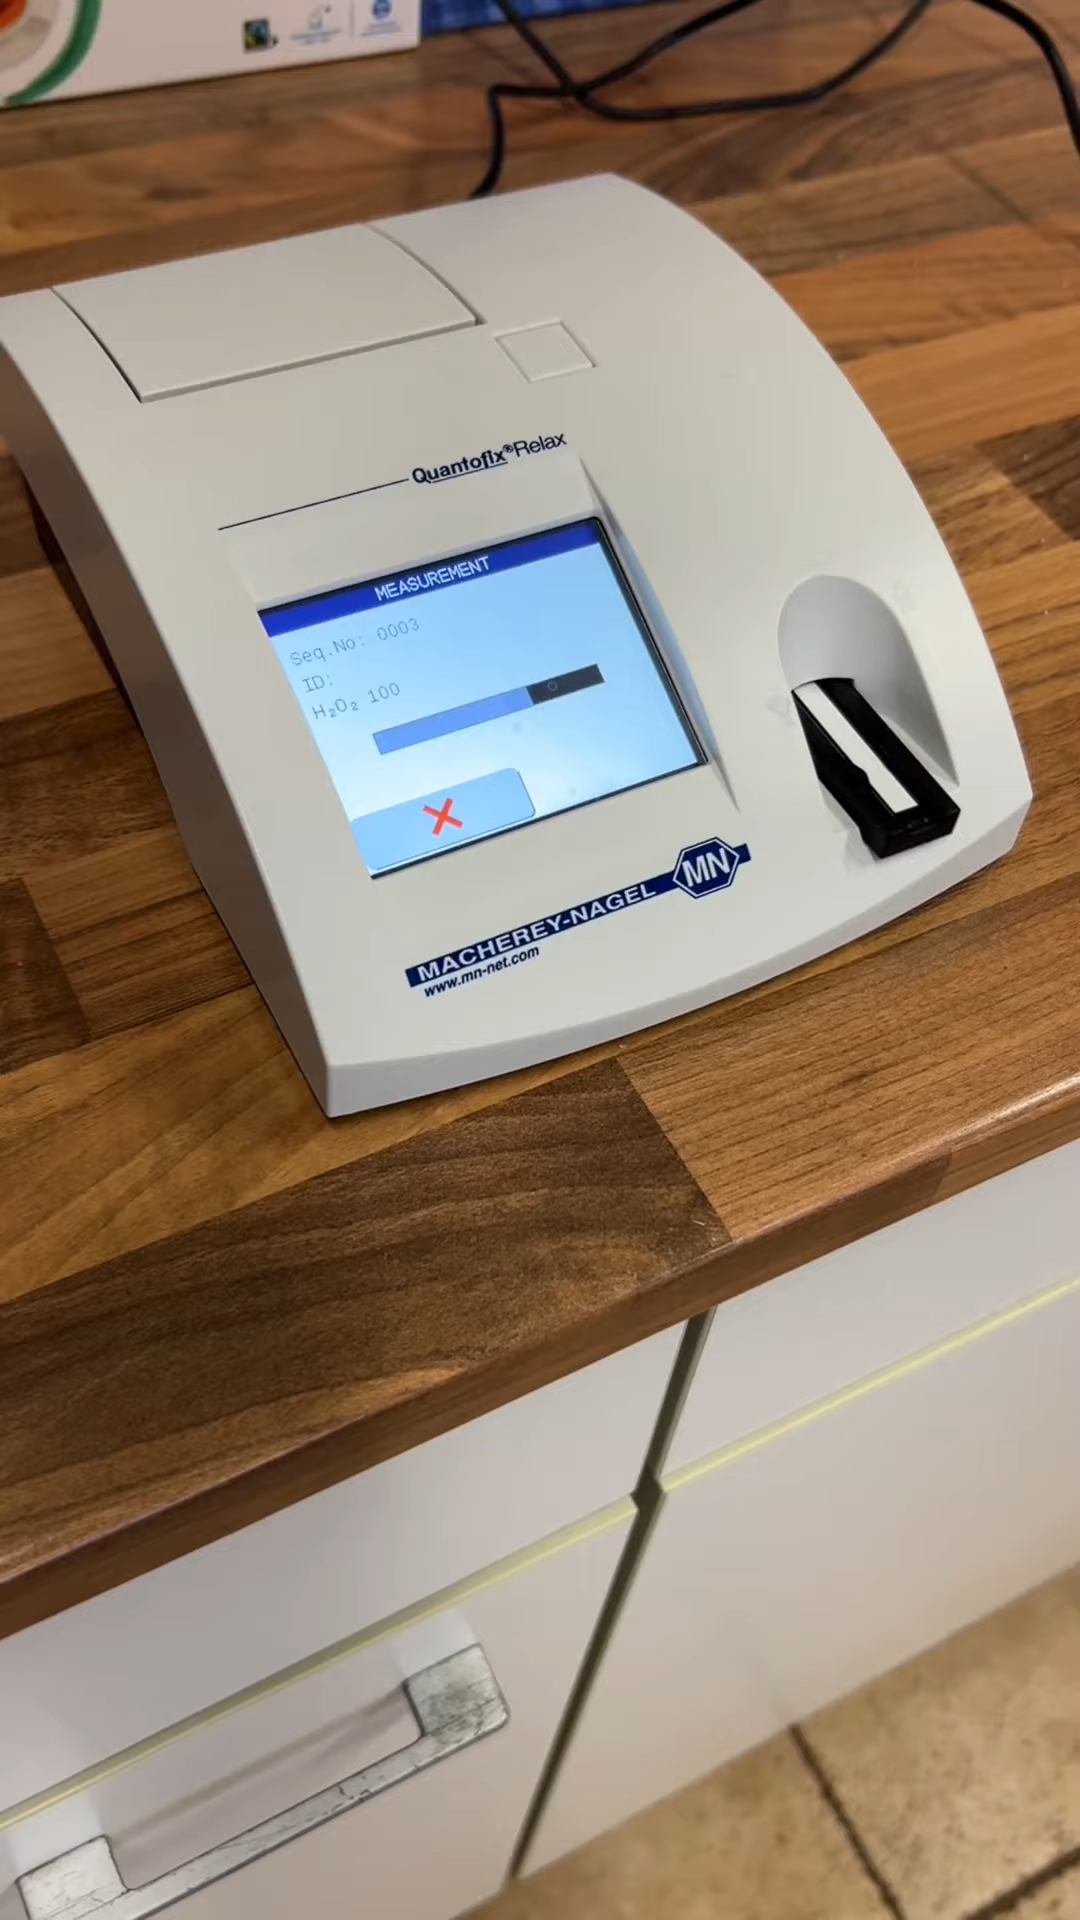 Quantofix®Relax
MEASUREMENT
Seq.No: 0003
ID:
H₂O₂ 100
MACHEREY-NAGEL MN
www.mn-net.com